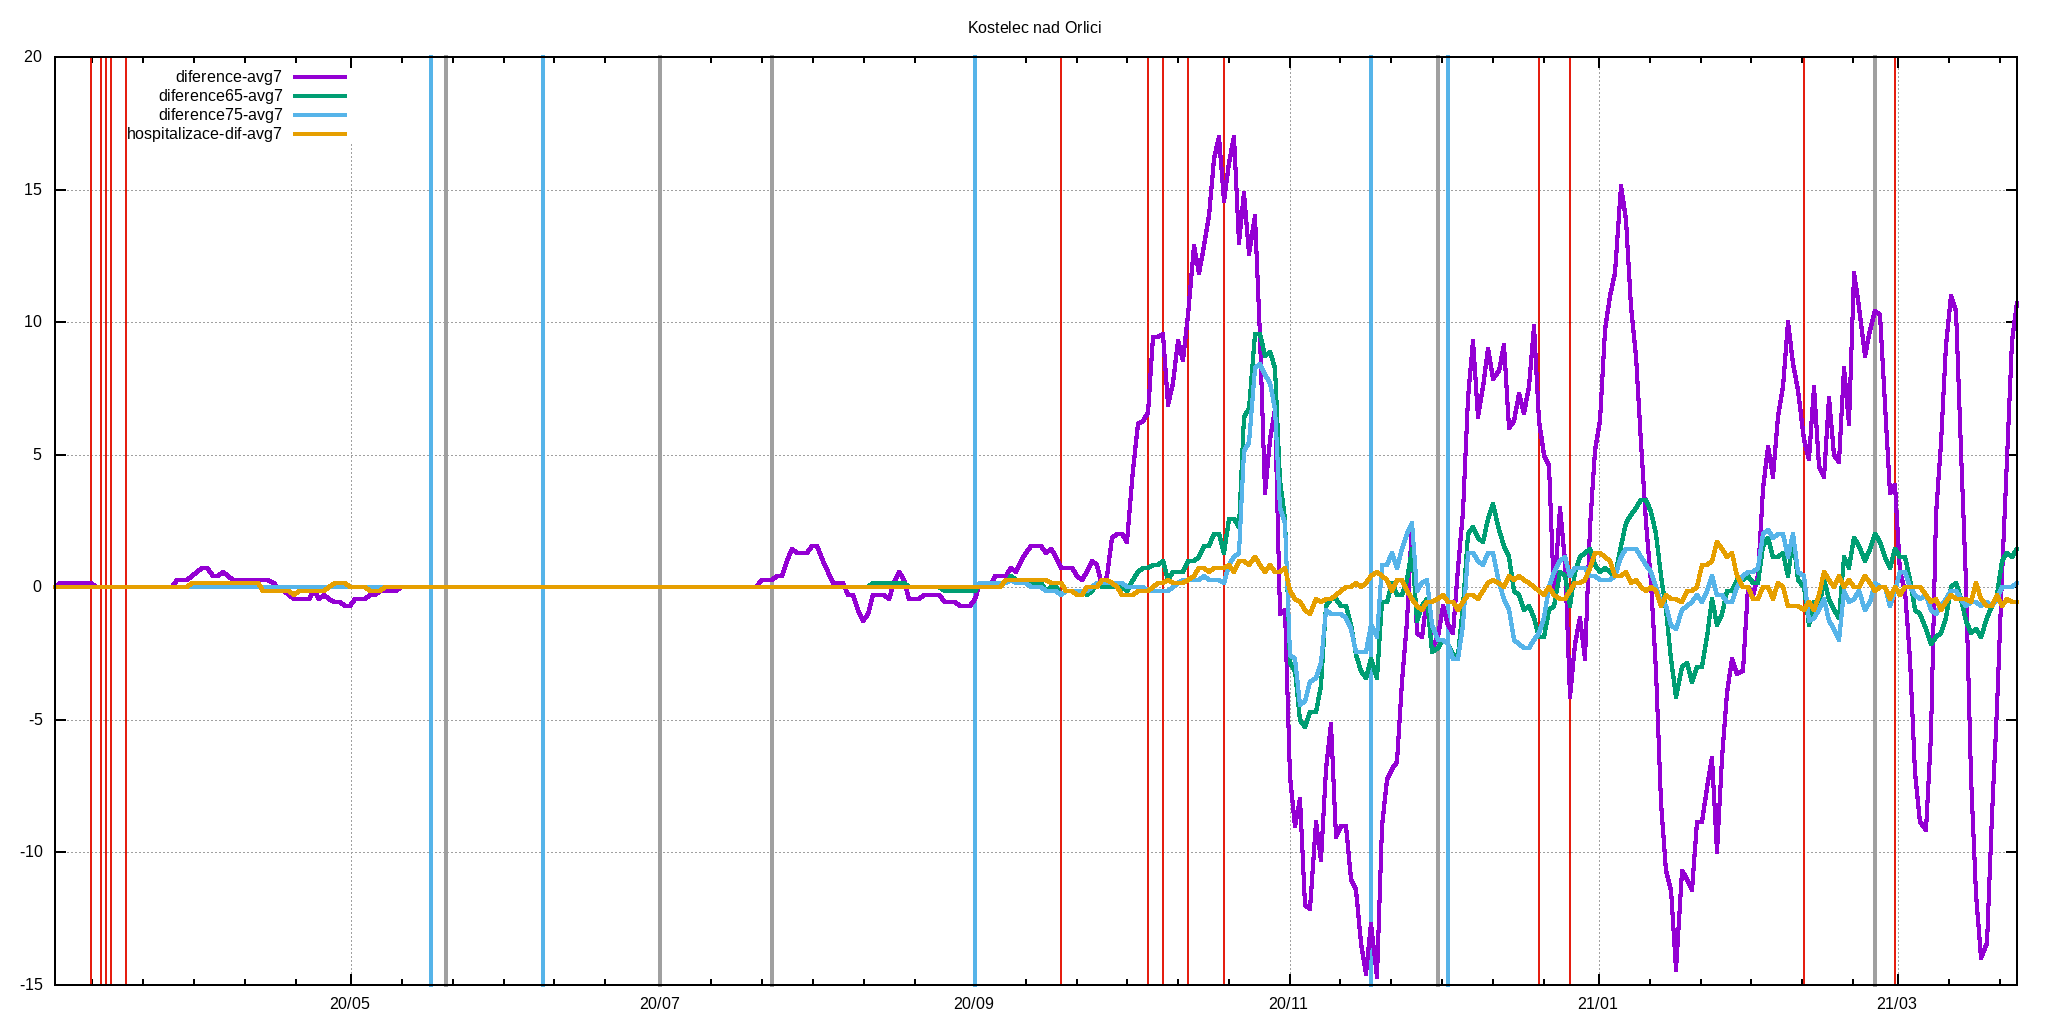 Kostelec nad Orlici
diference-avg7
diference65-avg7
diference75-avg7
hospitalizace-dif-avg7
20
15
10
5
0
-5
-10
-15
20/05 20/07 20/09 20/11 21/01 21/03